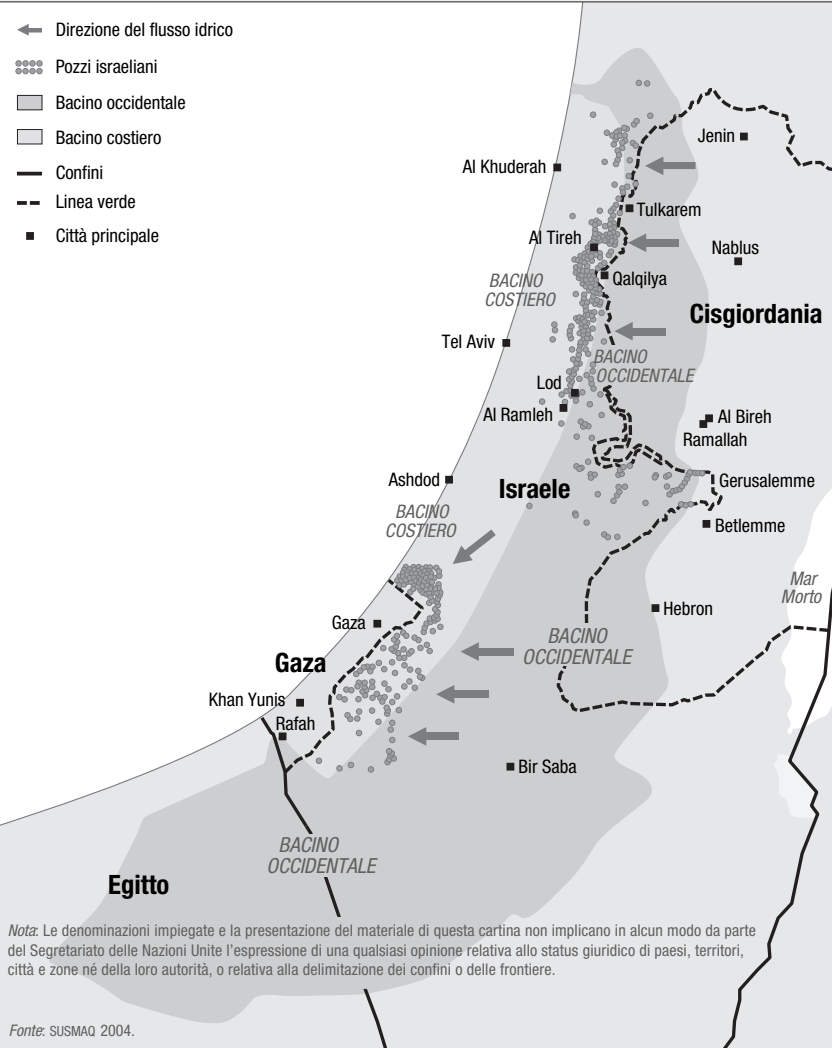 Direzione del flusso idrico
Pozzi israeliani
Bacino occidentale
Bacino costiero
Confini
Linea verde
Città principale
Jenin
Al Khuderah
Tulkarem
Al Tireh
Nablus
Qalqilya
BACINO
COSTIERO
Cisgiordania
Tel Aviv
BACINO
OCCIDENTALE
Lod
Al Ramleh
Al Bireh
Ramallah
Ashdod
Israele
Gerusalemme
BACINO
COSTIERO
Betlemme
Mar
Morto
Hebron
Gaza
BACINO
OCCIDENTALE
Gaza
Khan Yunis
Rafah
Bir Saba
BACINO
OCCIDENTALE
Egitto
Nota: Le denominazioni impiegate e la presentazione del materiale di questa cartina non implicano in alcun modo da parte
del Segretariato delle Nazioni Unite l'espressione di una qualsiasi opinione relativa allo status giuridico di paesi, territori,
città e zone né della loro autorità, o relativa alla delimitazione dei confini o delle frontiere.
Fonte: SUSMAQ 2004.